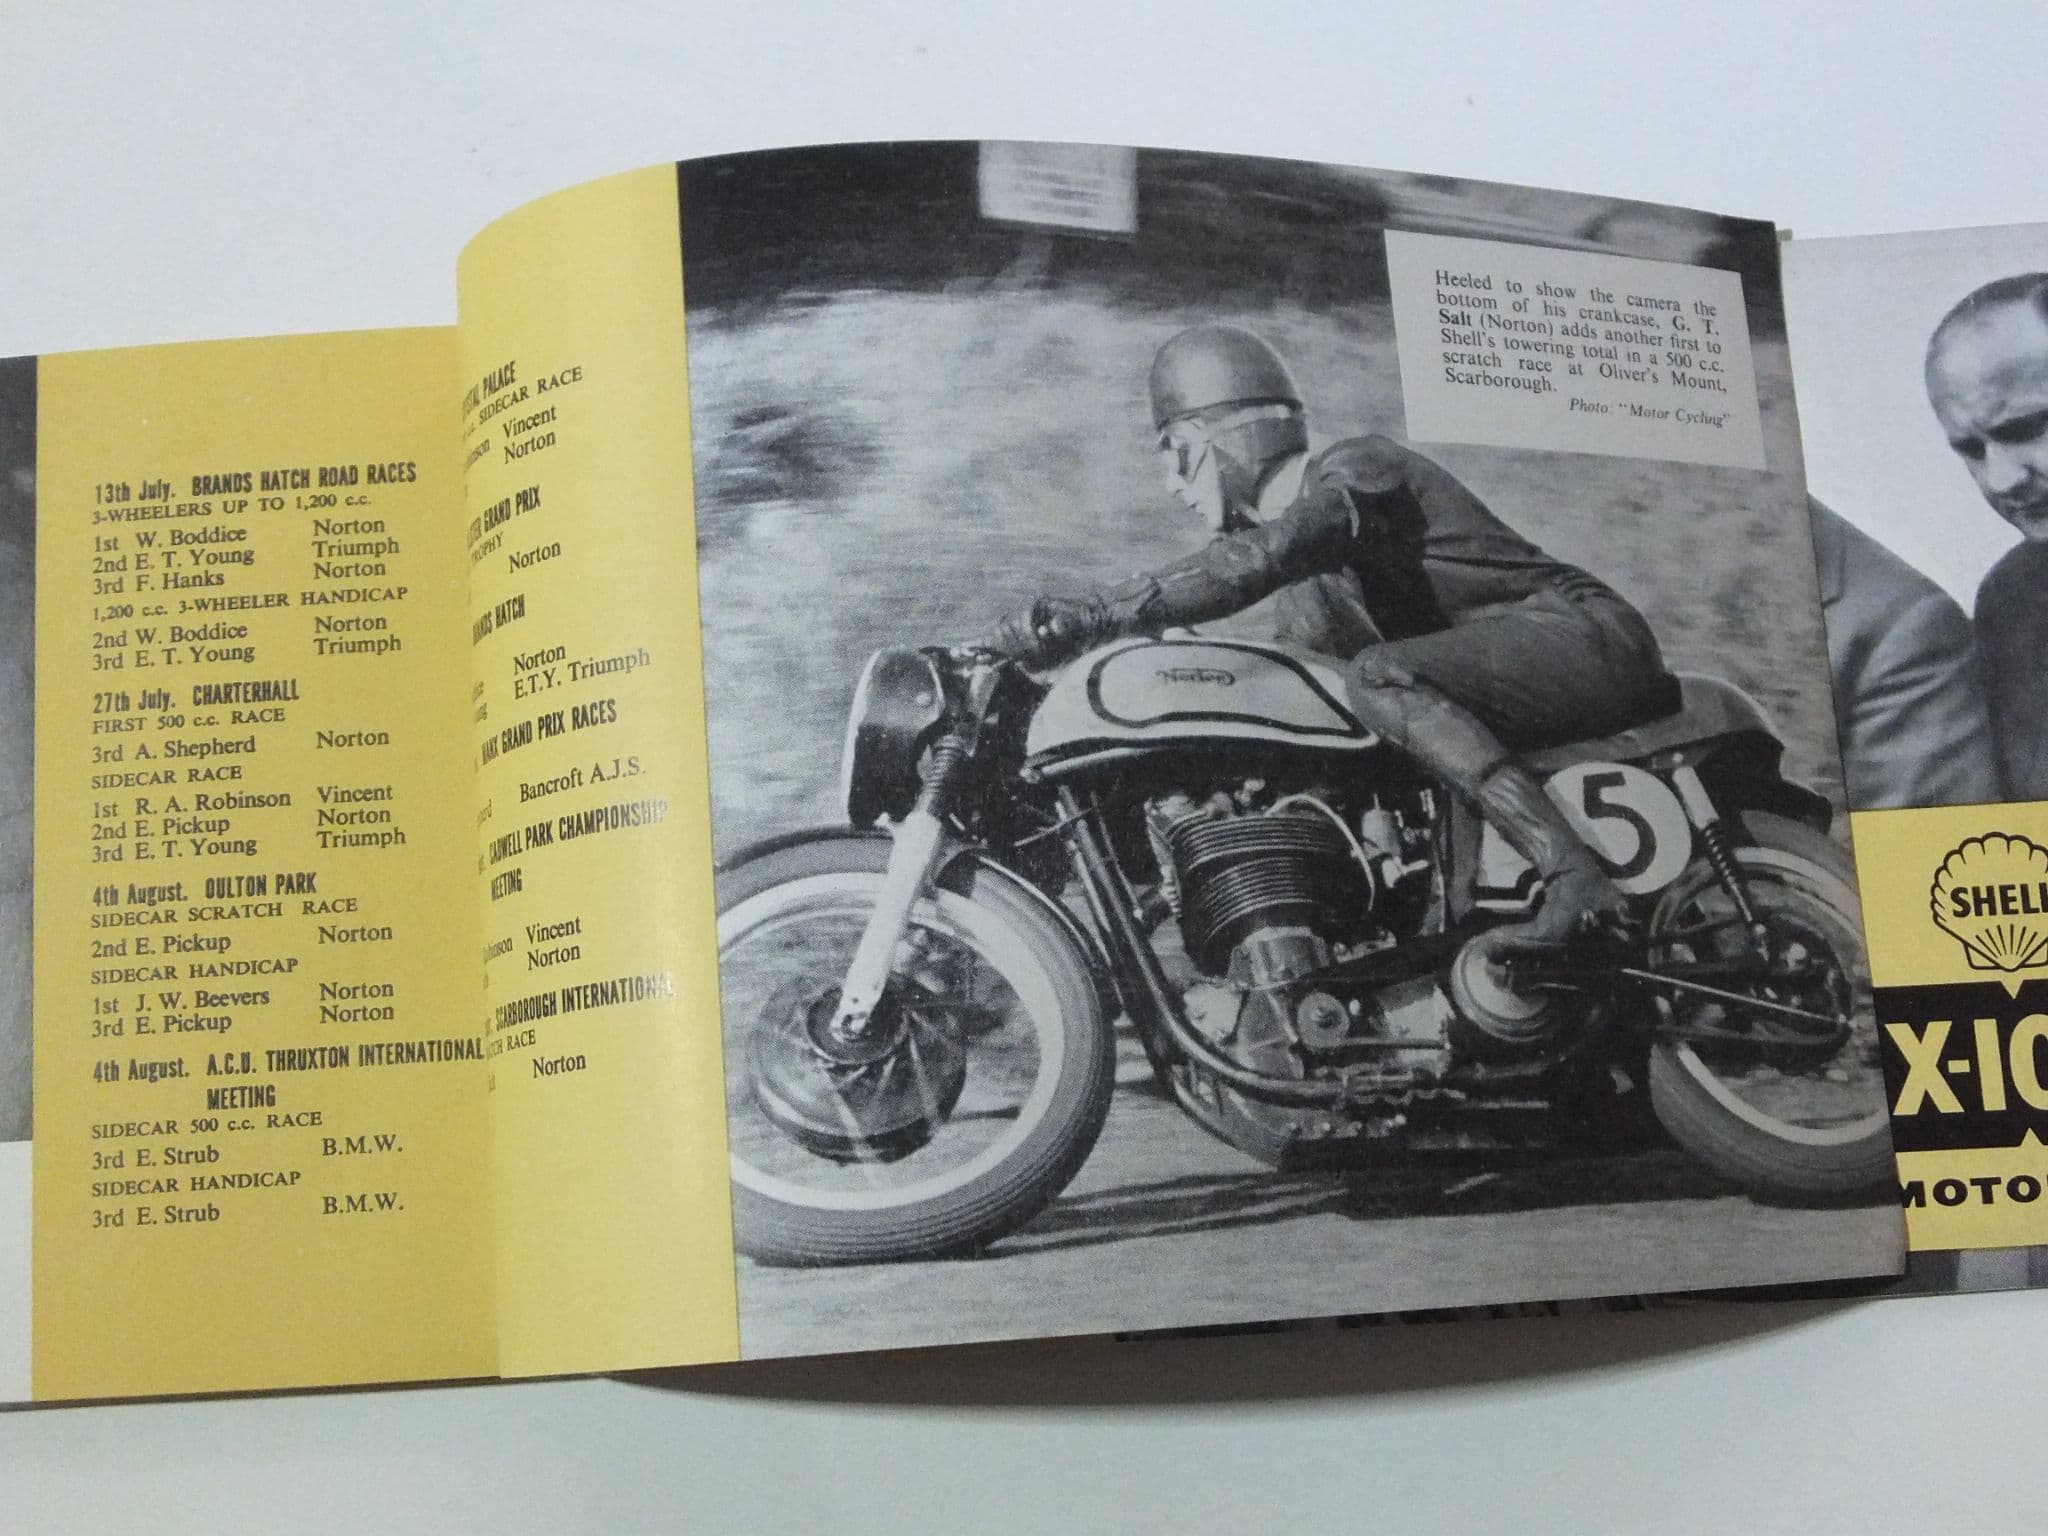 13th July. BRANDS HATCH ROAD RACES
3-WHEELERS UP TO 1,200 c.c.
1st W. Boddice Norton
2nd E. T. Young Triumph
3rd F. Hanks Norton
1,200 c.c. 3-WHEELER HANDICAP
2nd W. Boddice Norton
3rd E. T. Young Triumph
27th July. CHARTERHALL
FIRST 500 c.c. RACE
3rd A. Shepherd Norton
SIDECAR RACE
1st R. A. Robinson Vincent
2nd E. Pickup Norton
3rd E. T. Young Triumph
4th August. OULTON PARK
SIDECAR SCRATCH RACE
2nd E. Pickup Norton
SIDECAR HANDICAP
1st J. W. Beevers Norton
3rd E. Pickup Norton
4th August. A.C.U. THRUXTON INTERNATIONAL
MEETING
SIDECAR 500 c.c. RACE
3rd E. Strub B.M.W.
SIDECAR HANDICAP
3rd E. Strub B.M.W.
PALACE
SIDECAR RACE
Vincent
Norton
GRAND PRIX
TROPHY
Norton
HATCH
Norton
E.T.Y. Triumph
MANX GRAND PRIX RACES
Bancroft A.J.S.
CADWELL PARK CHAMPIONSHIP
MEETING
Vincent
Norton
SCARBOROUGH INTERNATIONAL
RACE
Norton
Heeled to show the camera the
bottom of his crankcase, G. T.
Salt (Norton) adds another first to
Shell's towering total in a 500 c.c.
scratch race at Oliver's Mount,
Scarborough.
Photo: "Motor Cycling"
Norton
5
SHELL
X-10
MOTO